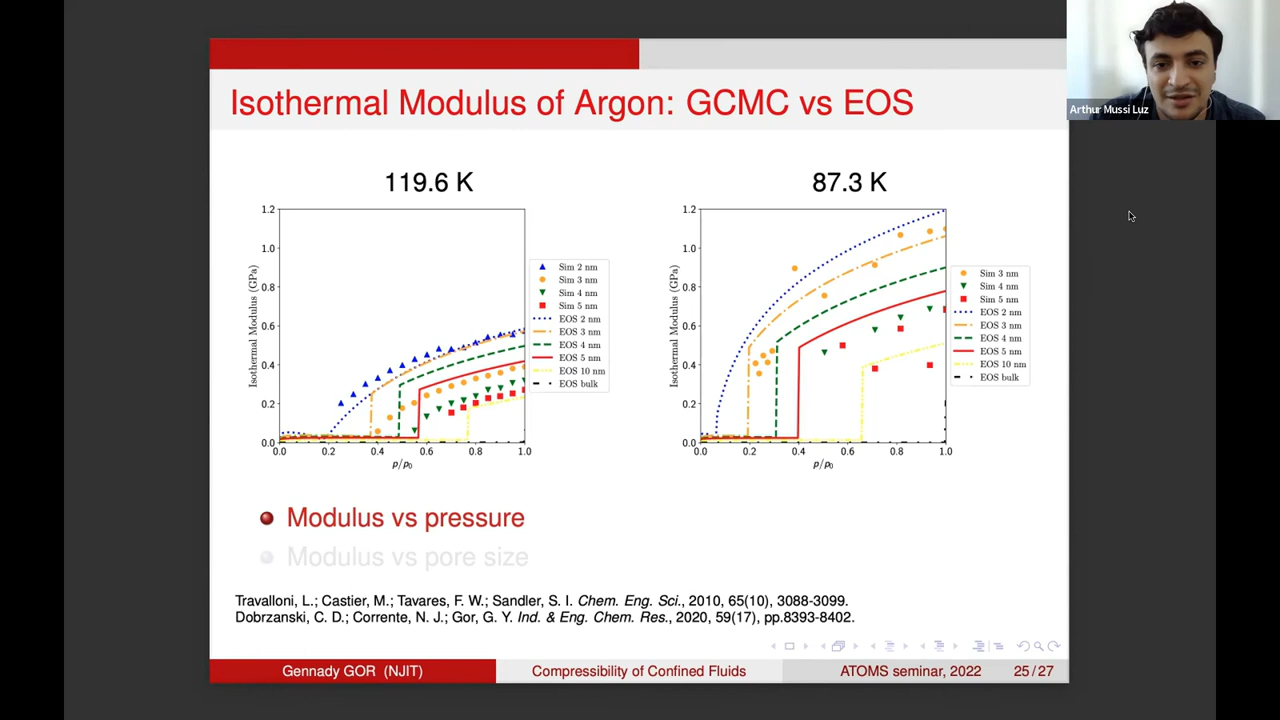 Isothermal Modulus of Argon: GCMC vs EOS
Arthur Mussi Luz
119.6 K
Isothermal Modulus (GPa)
1.2
1.0
0.8
0.6
0.4
0.2
0.0
0.0 0.2 0.4 0.6 0.8 1.0
p/p0
Sim 2 nm
Sim 3 nm
Sim 4 nm
Sim 5 nm
EOS 2 nm
EOS 3 nm
EOS 4 nm
EOS 5 nm
EOS 10 nm
EOS bulk
87.3 K
Isothermal Modulus (GPa)
1.2
1.0
0.8
0.6
0.4
0.2
0.0
0.0 0.2 0.4 0.6 0.8 1.0
p/p0
Sim 3 nm
Sim 4 nm
Sim 5 nm
EOS 2 nm
EOS 3 nm
EOS 4 nm
EOS 5 nm
EOS 10 nm
EOS bulk
Modulus vs pressure
Modulus vs pore size
Travalloni, L.; Castier, M.; Tavares, F. W.; Sandler, S. I. Chem. Eng. Sci., 2010, 65(10), 3088-3099.
Dobrzanski, C. D.; Corrente, N. J.; Gor, G. Y. Ind. & Eng. Chem. Res., 2020, 59(17), pp.8393-8402.
Gennady GOR (NJIT) Compressibility of Confined Fluids ATOMS seminar, 2022 25/27